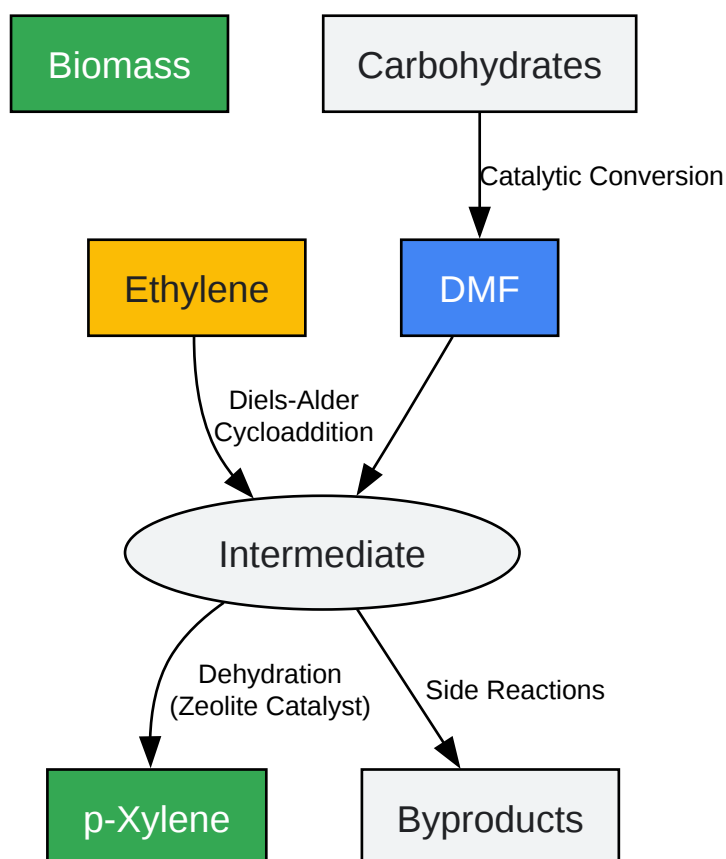 Biomass
Carbohydrates
Catalytic Conversion
Ethylene
DMF
Diels-Alder
Cycloaddition
Intermediate
Dehydration
(Zeolite Catalyst)
Side Reactions
p-Xylene
Byproducts